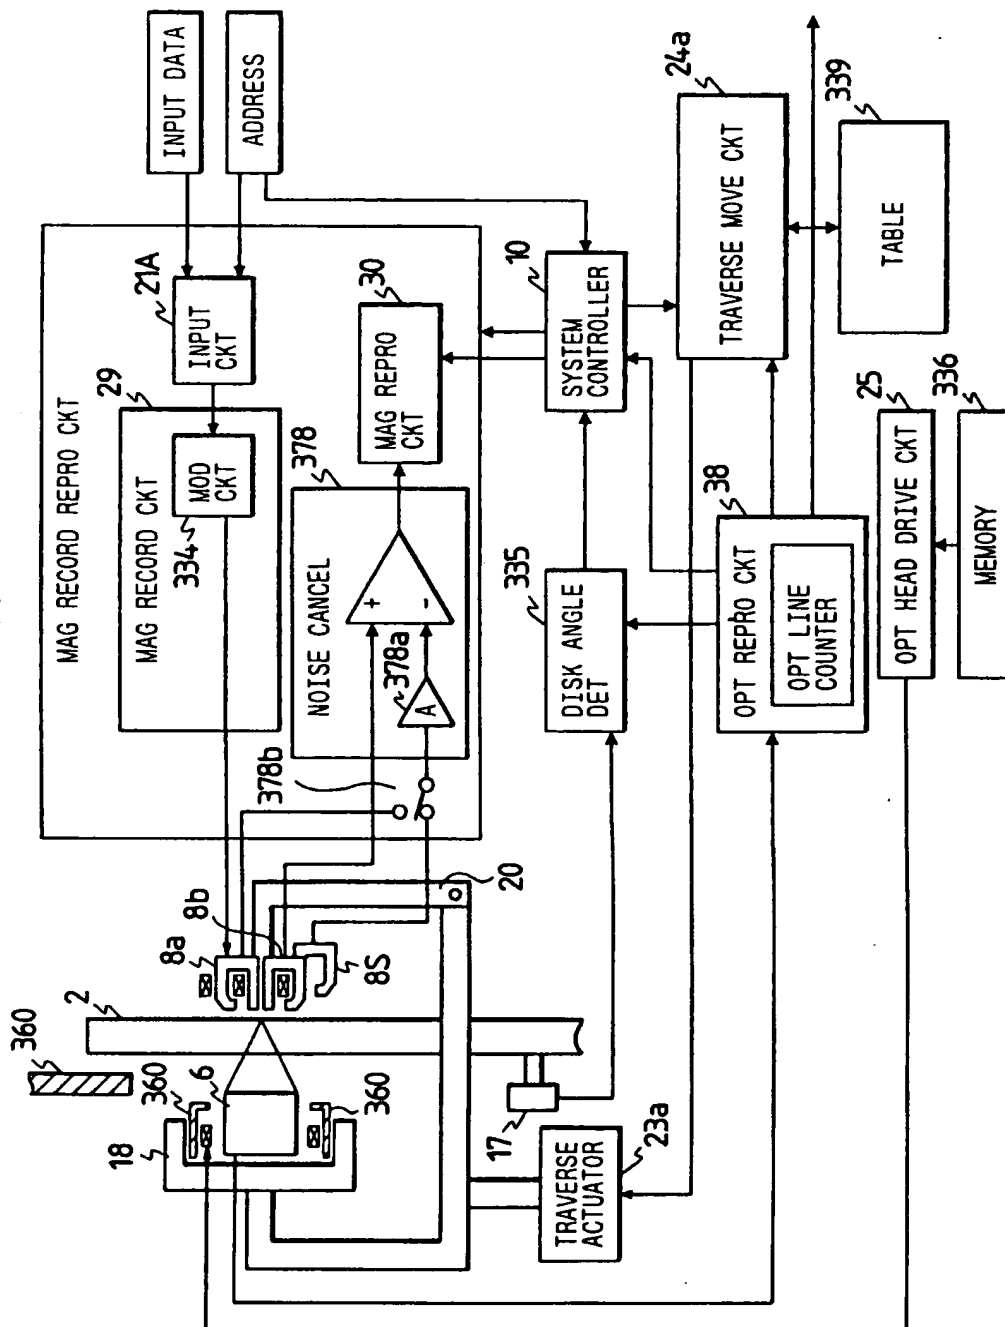 INPUT DATA
ADDRESS
MAG RECORD REPRO CKT
MAG RECORD CKT
29
MOD
CKT
334
INPUT
CKT
21A
NOISE CANCEL
378
+
-
378a
A
378b
MAG REPRO
CKT
30
SYSTEM
CONTROLLER
10
DISK ANGLE
DET
335
TRAVERSE MOVE CKT
24a
TABLE
339
OPT REPRO CKT
38
OPT LINE
COUNTER
OPT HEAD DRIVE CKT
25
MEMORY
336
360
2
8a
8b
8S
20
18
360
6
360
17
TRAVERSE
ACTUATOR
23a